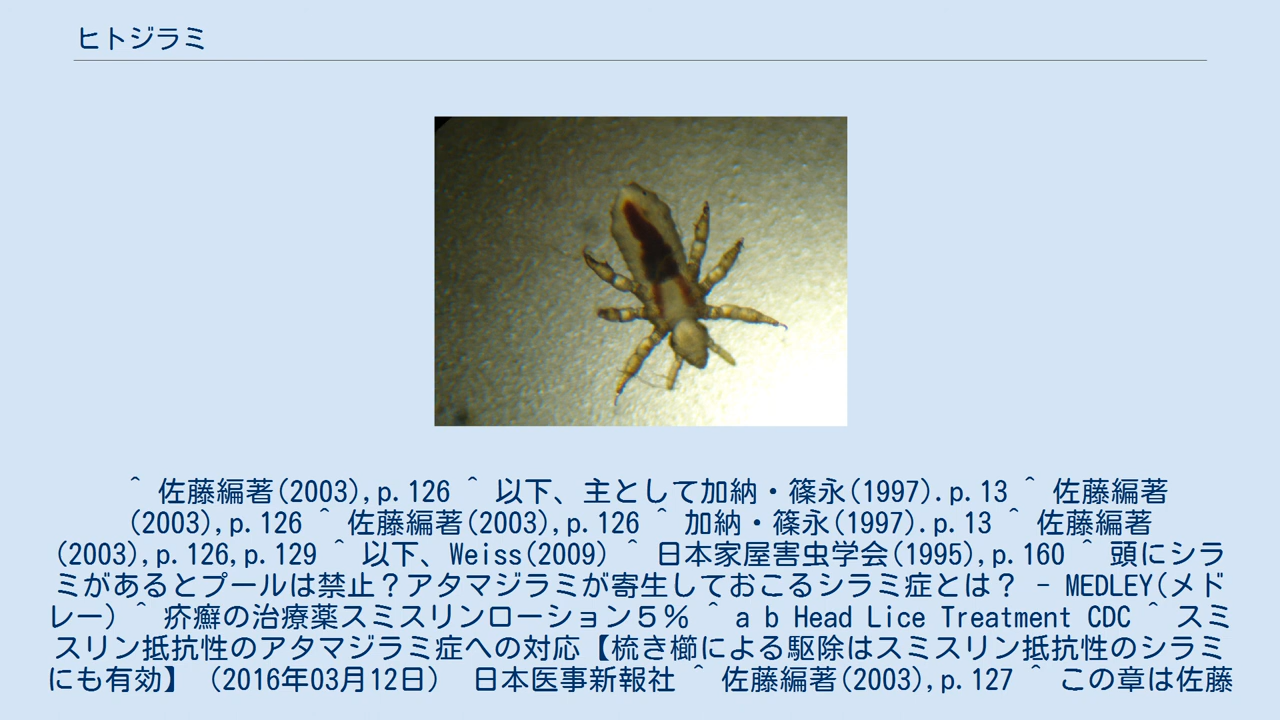 ヒトジラミ
^ 佐藤編著(2003),p.126 ^ 以下、主として加納・篠永(1997).p.13 ^ 佐藤編著
(2003),p.126 ^ 佐藤編著(2003),p.126 ^ 加納・篠永(1997).p.13 ^ 佐藤編著
(2003),p.126,p.129 ^ 以下、Weiss(2009) ^ 日本家屋害虫学会(1995),p.160 ^ 頭にシラ
ミがあるとプールは禁止？アタマジラミが寄生しておこるシラミ症とは？ - MEDLEY(メド
レー) ^ 疥癬の治療薬スミスリンローション５％ ^ a b Head Lice Treatment CDC ^ スミ
スリン抵抗性のアタマジラミ症への対応【梳き櫛による駆除はスミスリン抵抗性のシラミ
にも有効】 (2016年03月12日) 日本医事新報社 ^ 佐藤編著(2003),p.127 ^ この章は佐藤